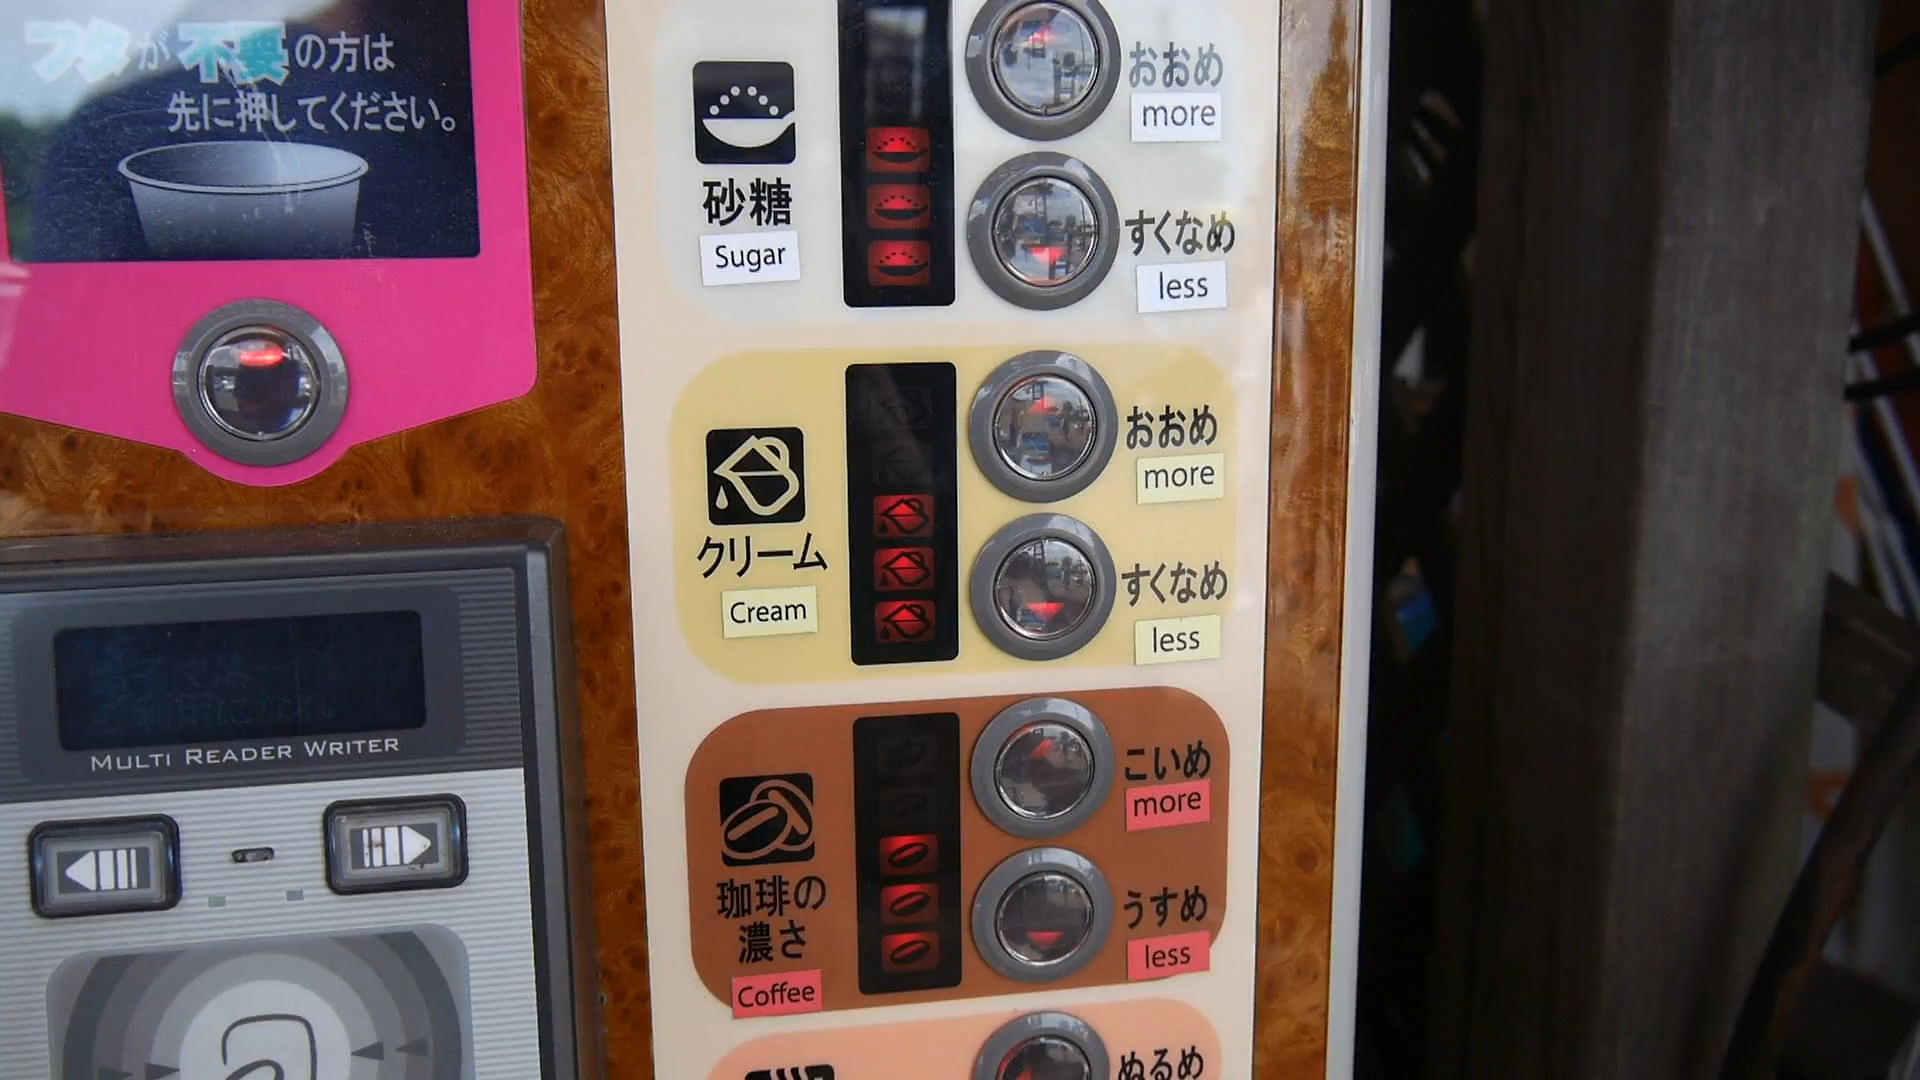 フタが不要の方は
先に押してください。
MULTI READER WRITER
砂糖
Sugar
おおめ
more
すくなめ
less
クリーム
Cream
おおめ
more
すくなめ
less
珈琲の
濃さ
Coffee
こいめ
more
うすめ
less
ぬるめ